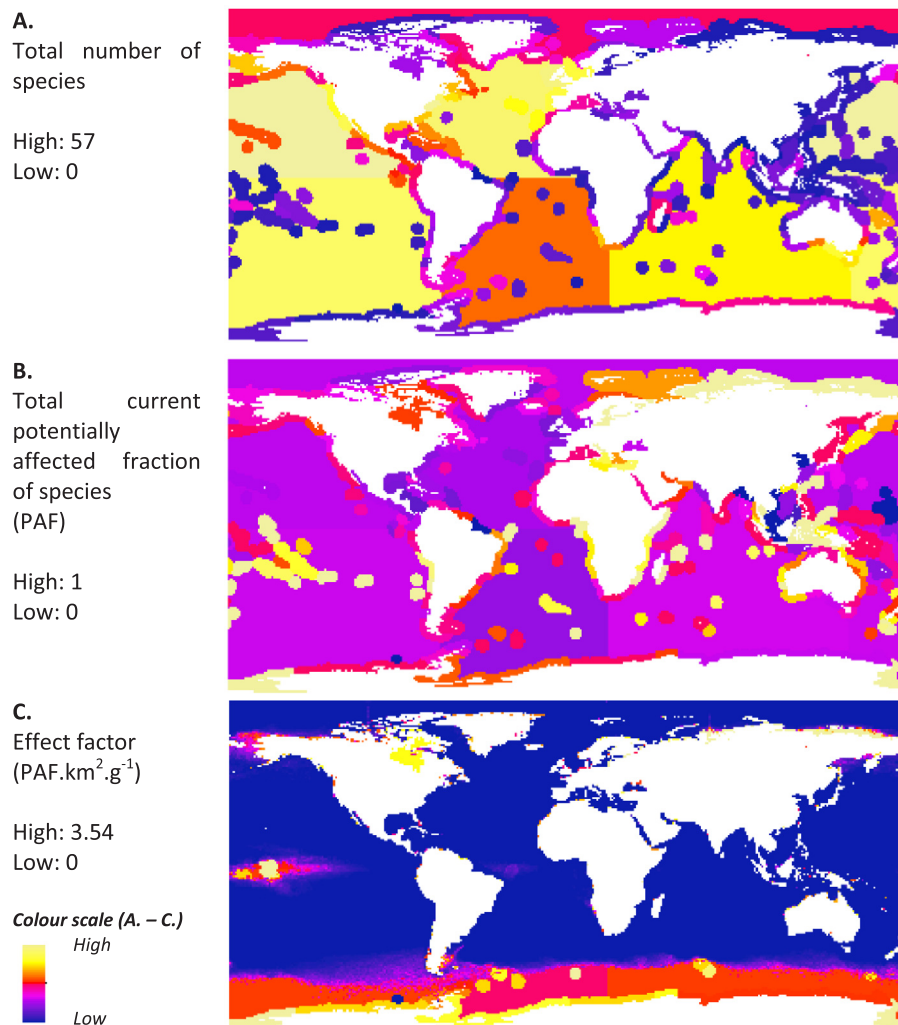 A.
Total number of
species
High: 57
Low: 0
B.
Total current
potentially
affected fraction
of species
(PAF)
High: 1
Low: 0
C.
Effect factor
(PAF.km².g⁻¹)
High: 3.54
Low: 0
Colour scale (A. – C.)
High
Low